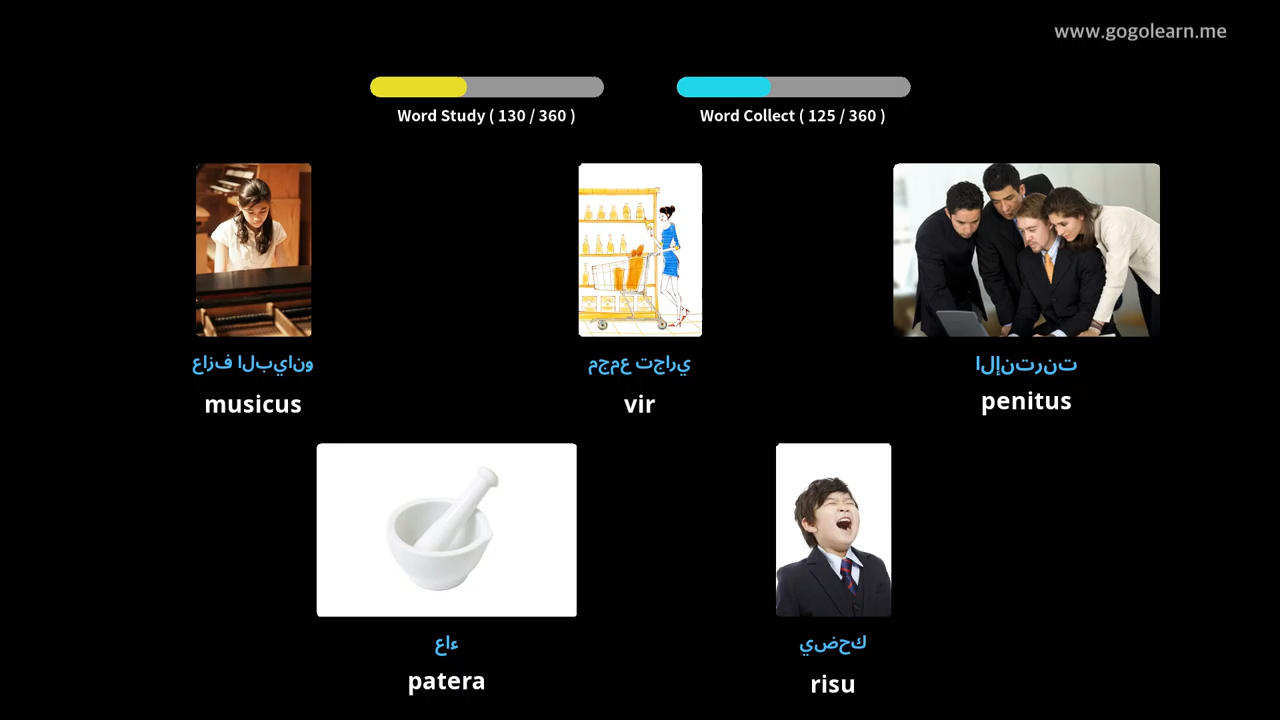 www.gogolearn.me
Word Study ( 130 / 360 )
Word Collect ( 125 / 360 )
عازف البيانو
مجمع تجاري
الإنترنت
musicus
vir
penitus
عاء
يضحك
patera
risu